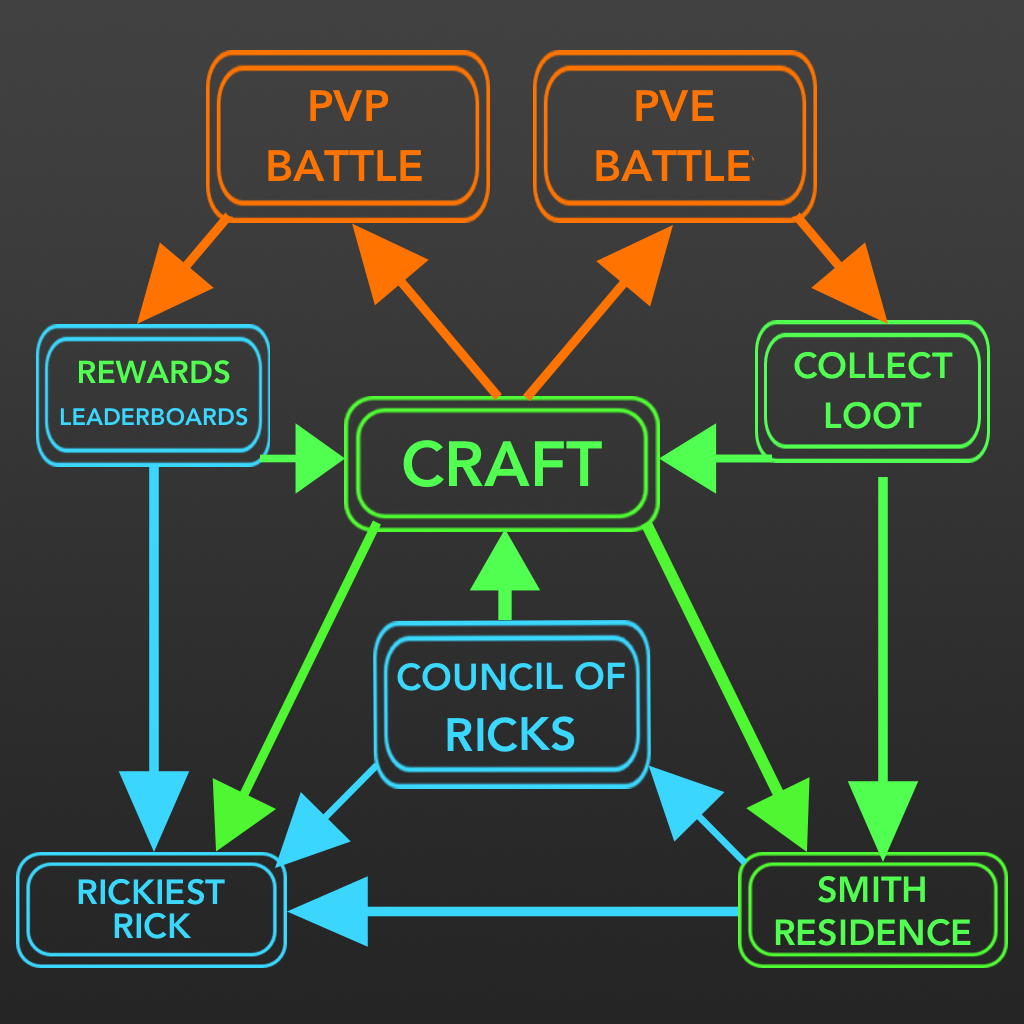 PVP
BATTLE
PVE
BATTLE`
REWARDS
LEADERBOARDS
COLLECT
LOOT
CRAFT
COUNCIL OF
RICKS
RICKIEST
RICK
SMITH
RESIDENCE